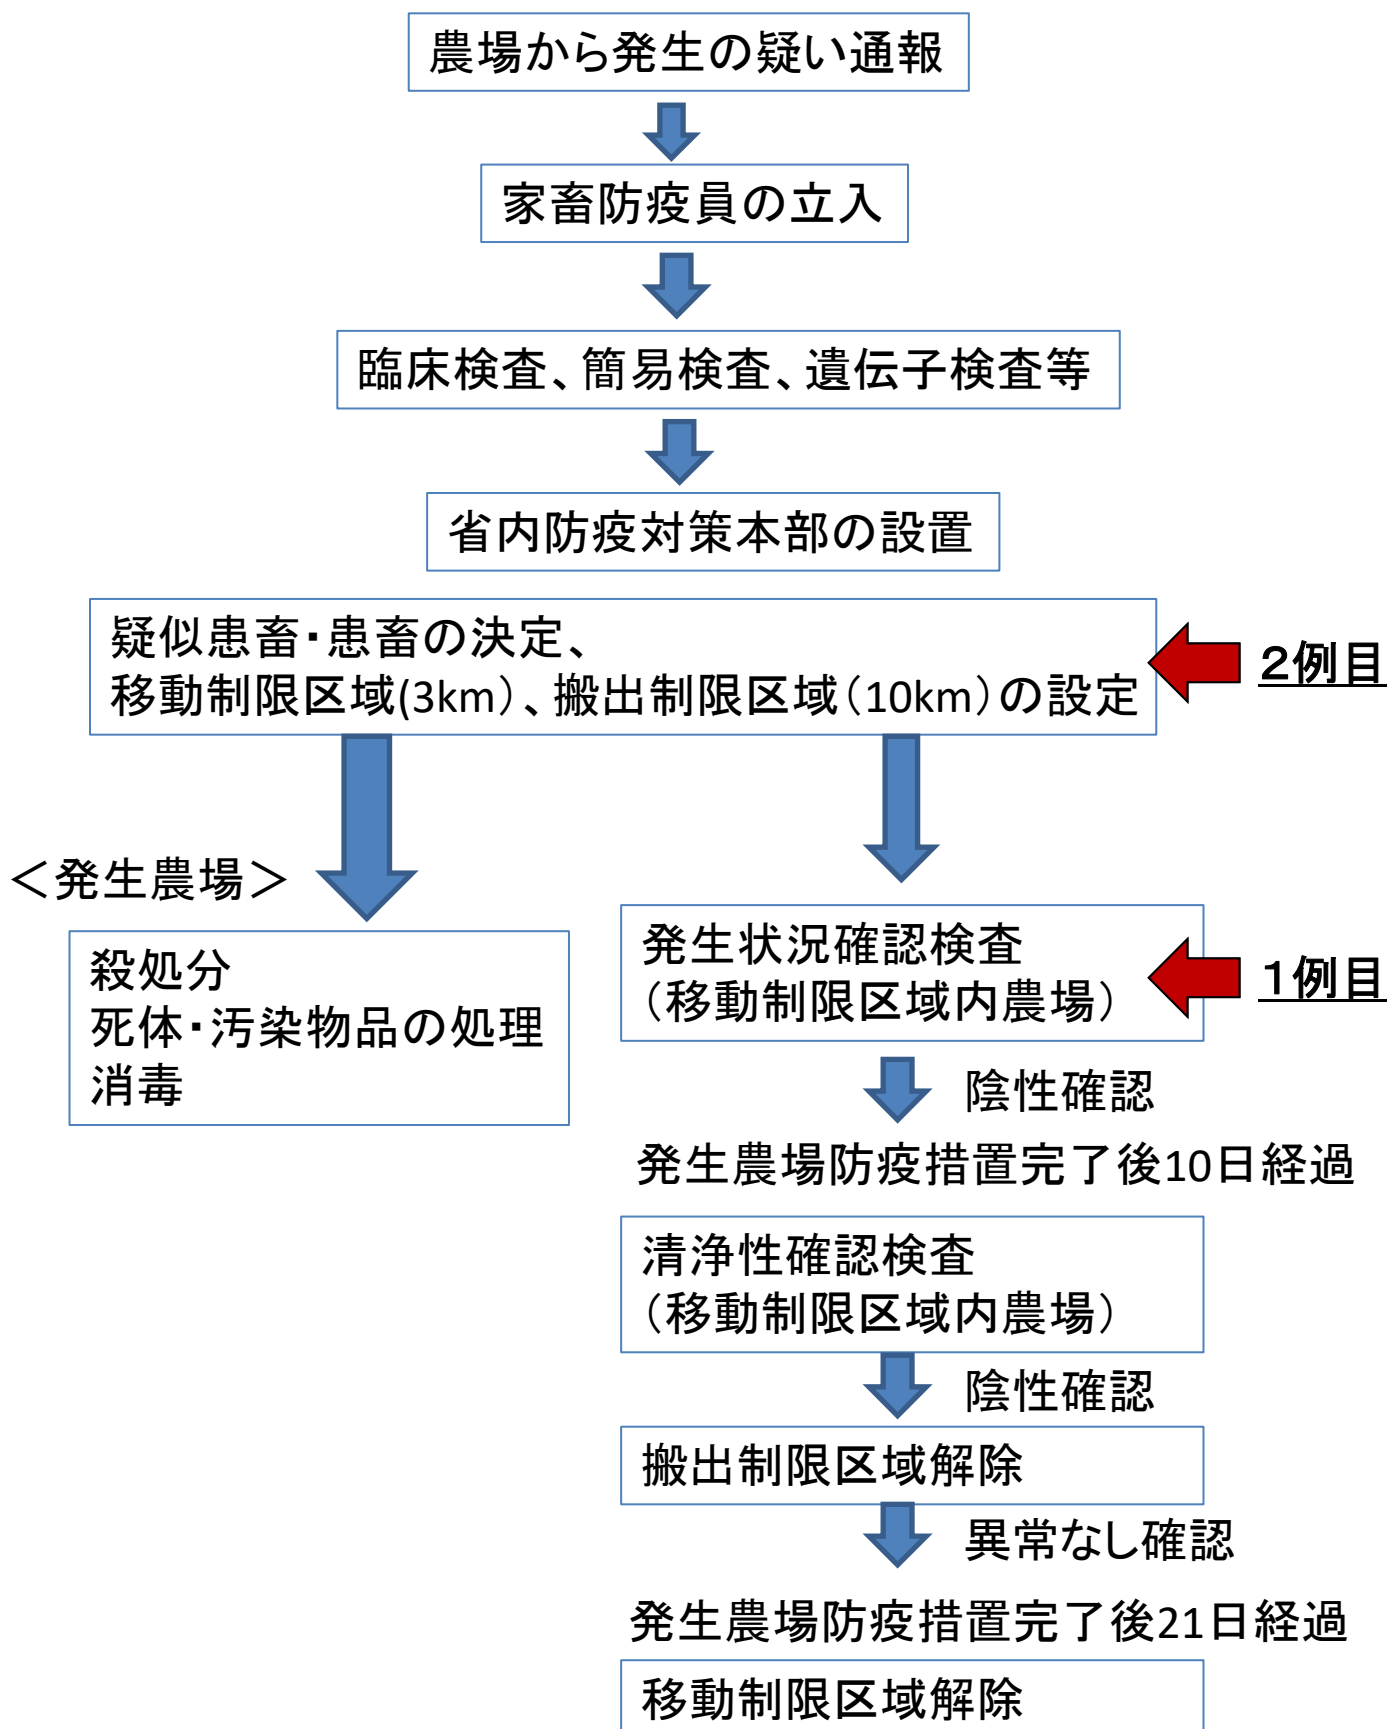 農場から発生の疑い通報
家畜防疫員の立入
臨床検査、簡易検査、遺伝子検査等
省内防疫対策本部の設置
疑似患畜・患畜の決定、
移動制限区域(3km)、搬出制限区域(10km)の設定
２例目
＜発生農場＞
殺処分
死体・汚染物品の処理
消毒
発生状況確認検査
（移動制限区域内農場）
１例目
陰性確認
発生農場防疫措置完了後10日経過
清浄性確認検査
（移動制限区域内農場）
陰性確認
搬出制限区域解除
異常なし確認
発生農場防疫措置完了後21日経過
移動制限区域解除